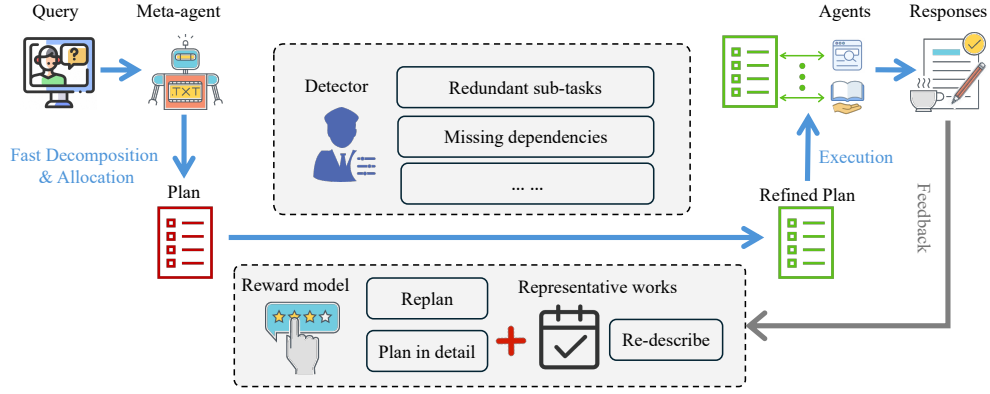 Query
Meta-agent
Agents
Responses
Detector
Redundant sub-tasks
Missing dependencies
... ...
TXT
?
Fast Decomposition
& Allocation
Plan
Execution
Refined Plan
Feedback
Reward model
Replan
Plan in detail
Representative works
Re-describe